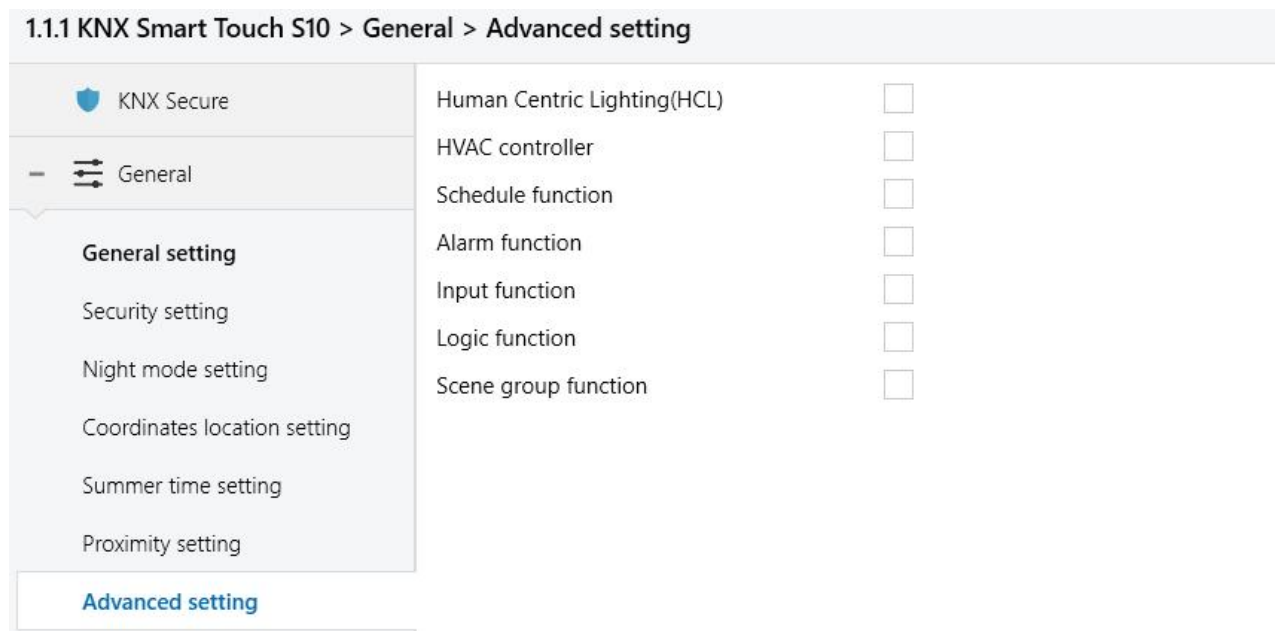 1.1.1 KNX Smart Touch S10 > General > Advanced setting
KNX Secure
General
General setting
Security setting
Night mode setting
Coordinates location setting
Summer time setting
Proximity setting
Advanced setting
Human Centric Lighting(HCL)
HVAC controller
Schedule function
Alarm function
Input function
Logic function
Scene group function